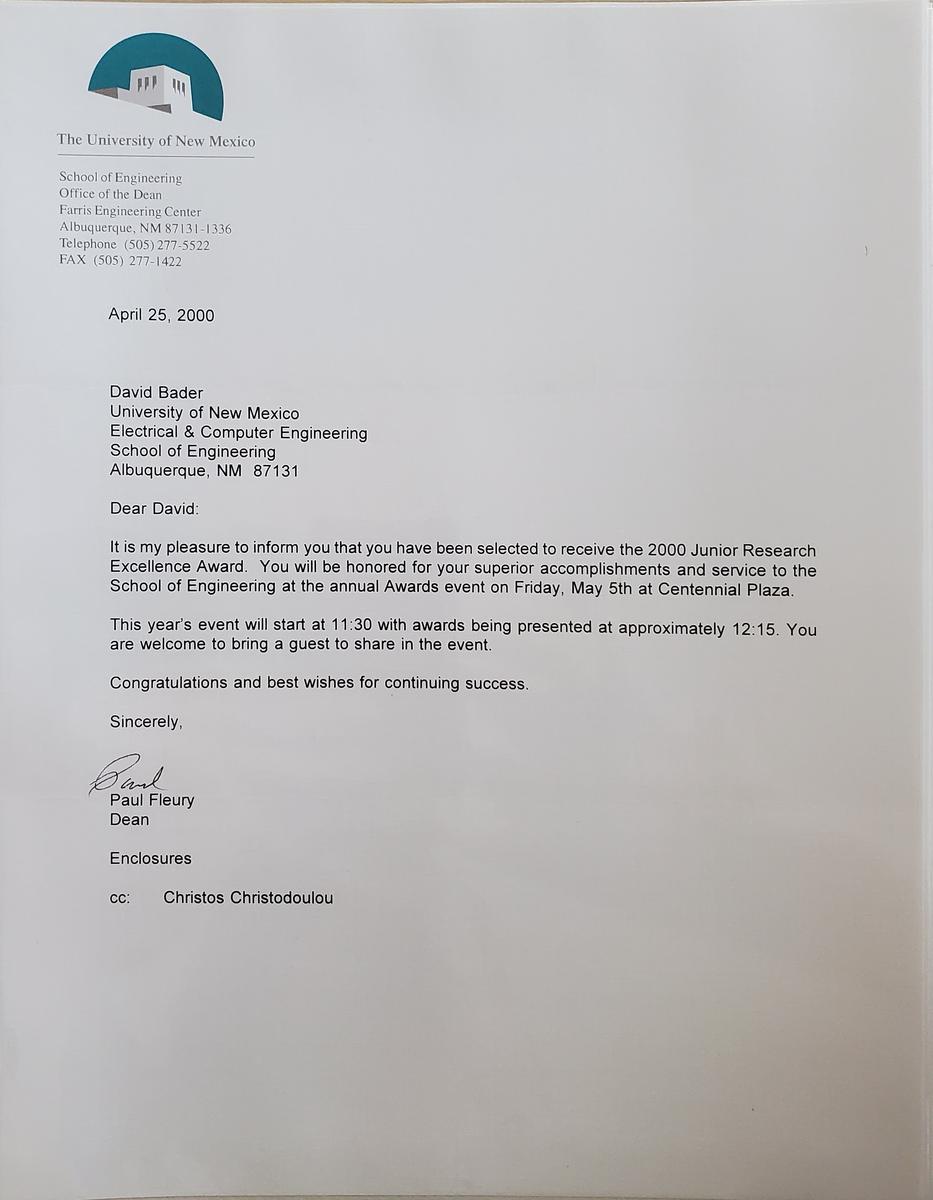 The University of New Mexico
School of Engineering
Office of the Dean
Farris Engineering Center
Albuquerque, NM 87131-1336
Telephone (505) 277-5522
FAX (505) 277-1422
April 25, 2000
David Bader
University of New Mexico
Electrical & Computer Engineering
School of Engineering
Albuquerque, NM 87131
Dear David:
It is my pleasure to inform you that you have been selected to receive the 2000 Junior Research
Excellence Award. You will be honored for your superior accomplishments and service to the
School of Engineering at the annual Awards event on Friday, May 5th at Centennial Plaza.
This year's event will start at 11:30 with awards being presented at approximately 12:15. You
are welcome to bring a guest to share in the event.
Congratulations and best wishes for continuing success.
Sincerely,
Paul
Paul Fleury
Dean
Enclosures
cc: Christos Christodoulou